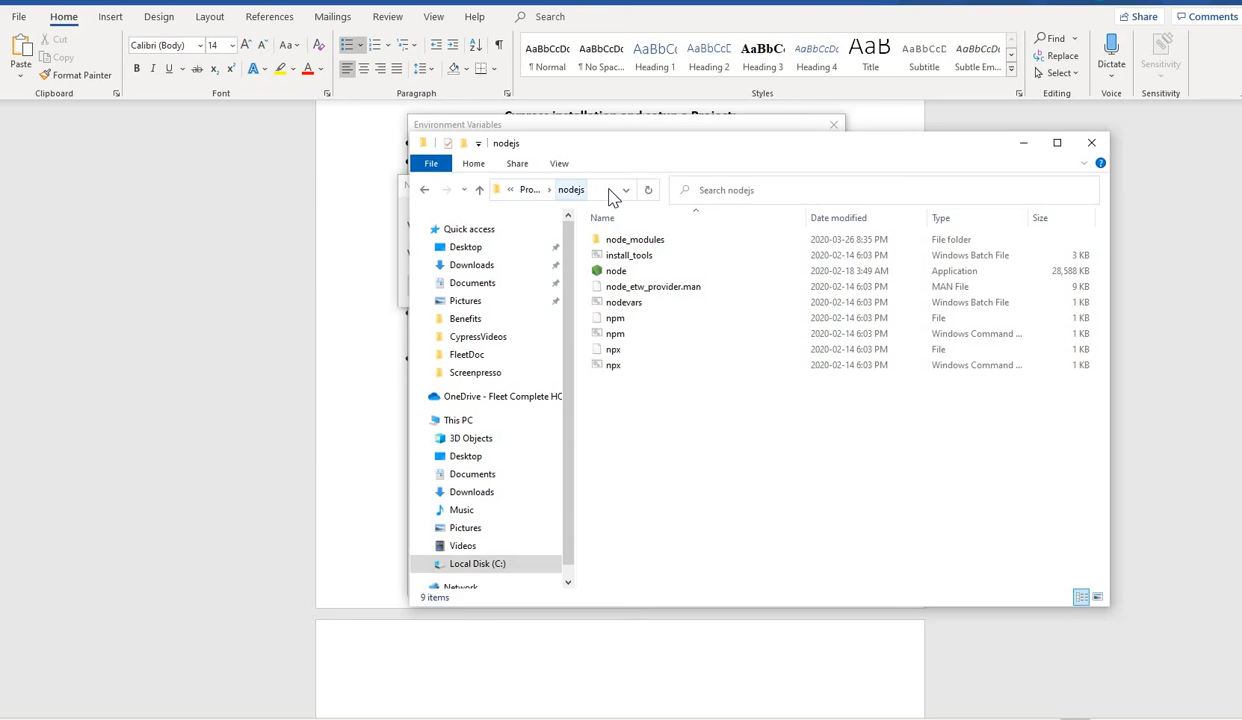 File Home Insert Design Layout References Mailings Review View Help Search Share Comments
Paste Cut Copy Format Painter
Calibri (Body) 14 A A Aa
B I U ab x₂ x² A A
AaBbCcDc AaBbCcDc AaBbC AaBbCc AaBbC AaBbCc AaB AaBbCcD AaBbCcD
¶ Normal ¶ No Spac... Heading 1 Heading 2 Heading 3 Heading 4 Title Subtitle Subtle Em...
Find Replace Select Dictate Sensitivity
Clipboard Font Paragraph Styles Editing Voice Sensitivity
Environment Variables
nodejs
File Home Share View
« Pro... › nodejs Search nodejs
Name Date modified Type Size
node_modules 2020-03-26 8:35 PM File folder
install_tools 2020-02-14 6:03 PM Windows Batch File 3 KB
node 2020-02-18 3:49 AM Application 28,588 KB
node_etw_provider.man 2020-02-14 6:03 PM MAN File 9 KB
nodevars 2020-02-14 6:03 PM Windows Batch File 1 KB
npm 2020-02-14 6:03 PM File 1 KB
npm 2020-02-14 6:03 PM Windows Command ... 1 KB
npx 2020-02-14 6:03 PM File 1 KB
npx 2020-02-14 6:03 PM Windows Command ... 1 KB
Quick access
Desktop
Downloads
Documents
Pictures
Benefits
CypressVideos
FleetDoc
Screenpresso
OneDrive - Fleet Complete HC
This PC
3D Objects
Desktop
Documents
Downloads
Music
Pictures
Videos
Local Disk (C:)
Network
9 items